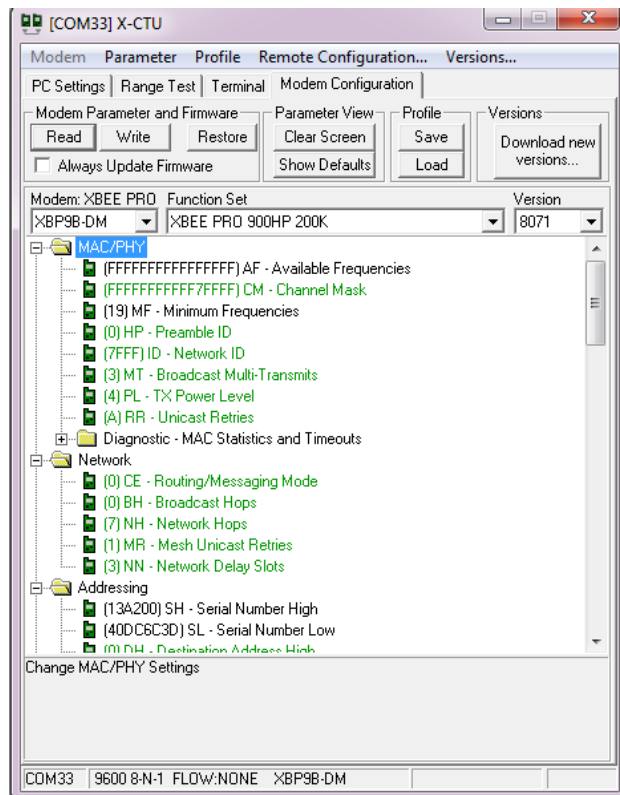 [COM33] X-CTU
Modem Parameter Profile Remote Configuration... Versions...
PC Settings Range Test Terminal Modem Configuration
Modem Parameter and Firmware Parameter View Profile Versions
Read Write Restore Clear Screen Save Download new versions...
Always Update Firmware Show Defaults Load
Modem: XBEE PRO Function Set Version
XBP9B-DM XBEE PRO 900HP 200K 8071
MAC/PHY
(FFFFFFFFFFFFFFFF) AF - Available Frequencies
(FFFFFFFFFFF7FFFF) CM - Channel Mask
(19) MF - Minimum Frequencies
(0) HP - Preamble ID
(7FFF) ID - Network ID
(3) MT - Broadcast Multi-Transmits
(4) PL - TX Power Level
(A) RR - Unicast Retries
Diagnostic - MAC Statistics and Timeouts
Network
(0) CE - Routing/Messaging Mode
(0) BH - Broadcast Hops
(7) NH - Network Hops
(1) MR - Mesh Unicast Retries
(3) NN - Network Delay Slots
Addressing
(13A200) SH - Serial Number High
(40DC6C3D) SL - Serial Number Low
(0) DH - Destination Address High
Change MAC/PHY Settings
COM33 9600 8-N-1 FLOW:NONE XBP9B-DM